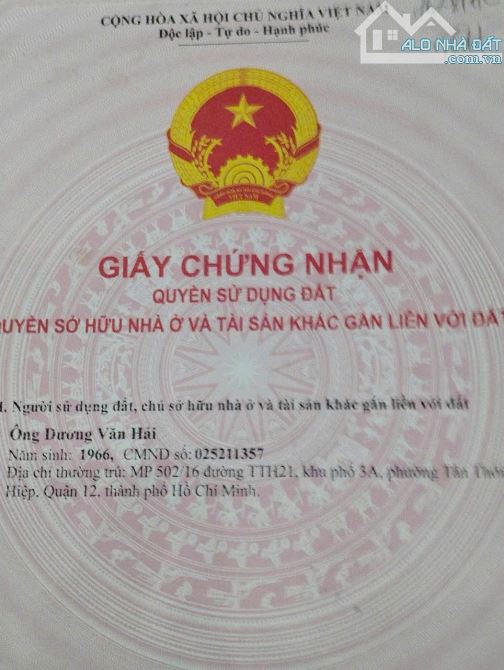 CỘNG HÒA XÃ HỘI CHỦ NGHĨA VIỆT NAM
Độc lập - Tự do - Hạnh phúc
ALO NHÀ ĐẤT
.com.vn
VIỆT NAM
GIẤY CHỨNG NHẬN
QUYỀN SỬ DỤNG ĐẤT
QUYỀN SỞ HỮU NHÀ Ở VÀ TÀI SẢN KHÁC GẮN LIỀN VỚI ĐẤT
I. Người sử dụng đất, chủ sở hữu nhà ở và tài sản khác gắn liền với đất
Ông Dương Văn Hải
Năm sinh: 1966, CMND số: 025211357
Địa chỉ thường trú: MP 502/16 đường TTH21, khu phố 3A, phường Tân Thới
Hiệp, Quận 12, thành phố Hồ Chí Minh.